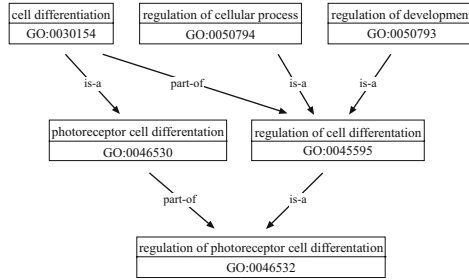 cell differentiation
GO:0030154
regulation of cellular process
GO:0050794
regulation of development
GO:0050793
is-a
part-of
is-a
is-a
photoreceptor cell differentation
GO:0046530
regulation of cell differentation
GO:0045595
part-of
is-a
regulation of photoreceptor cell differentation
GO:0046532